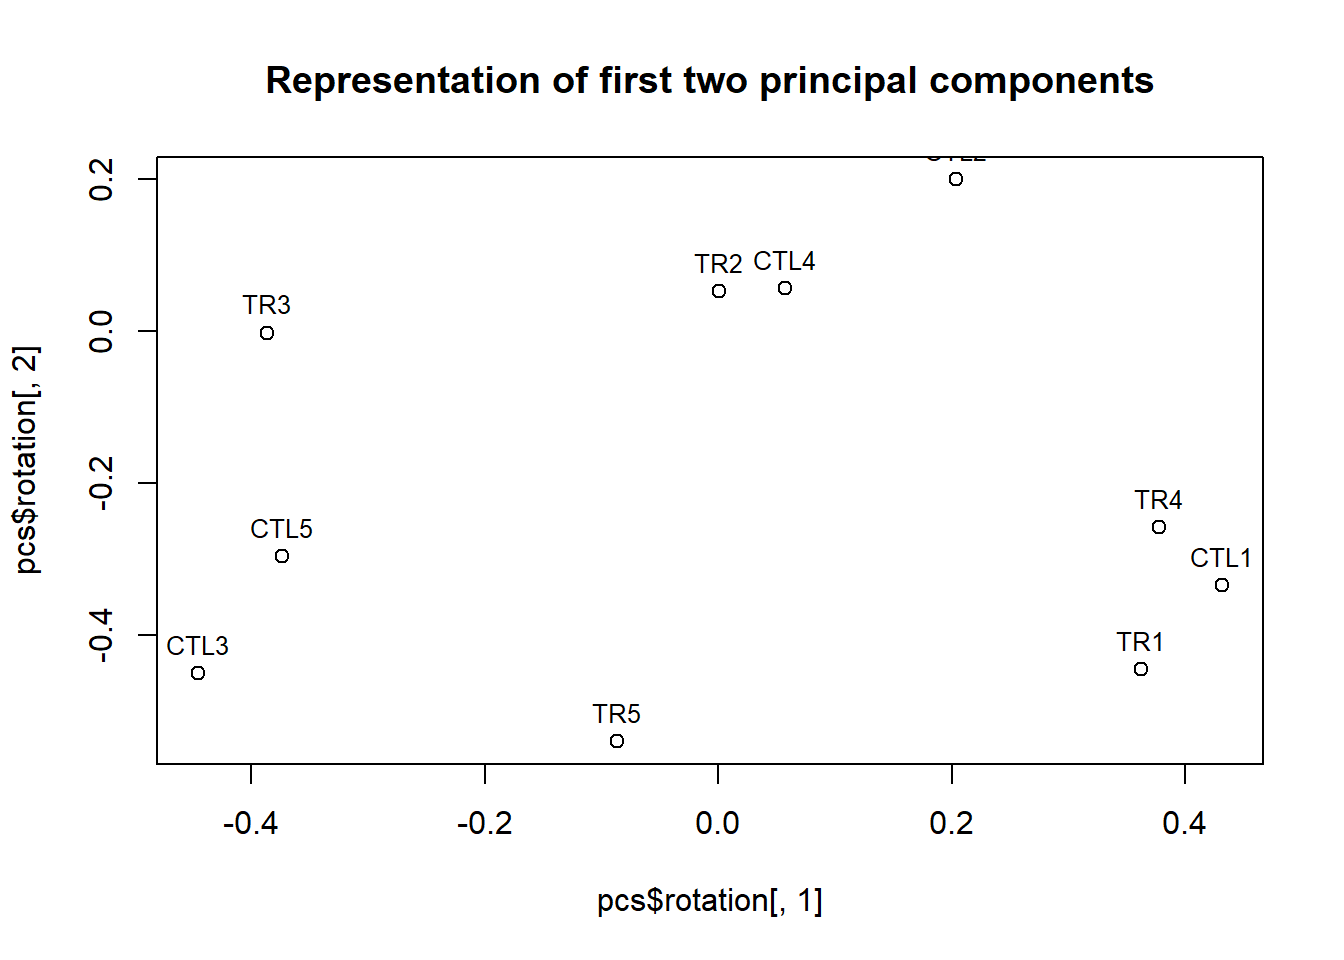 Representation of first two principal components
pcs$rotation[, 2]
0.2
0.0
-0.2
-0.4
CTL2
TR2
CTL4
TR3
TR4
CTL5
CTL1
CTL3
TR1
TR5
-0.4
-0.2
0.0
0.2
0.4
pcs$rotation[, 1]